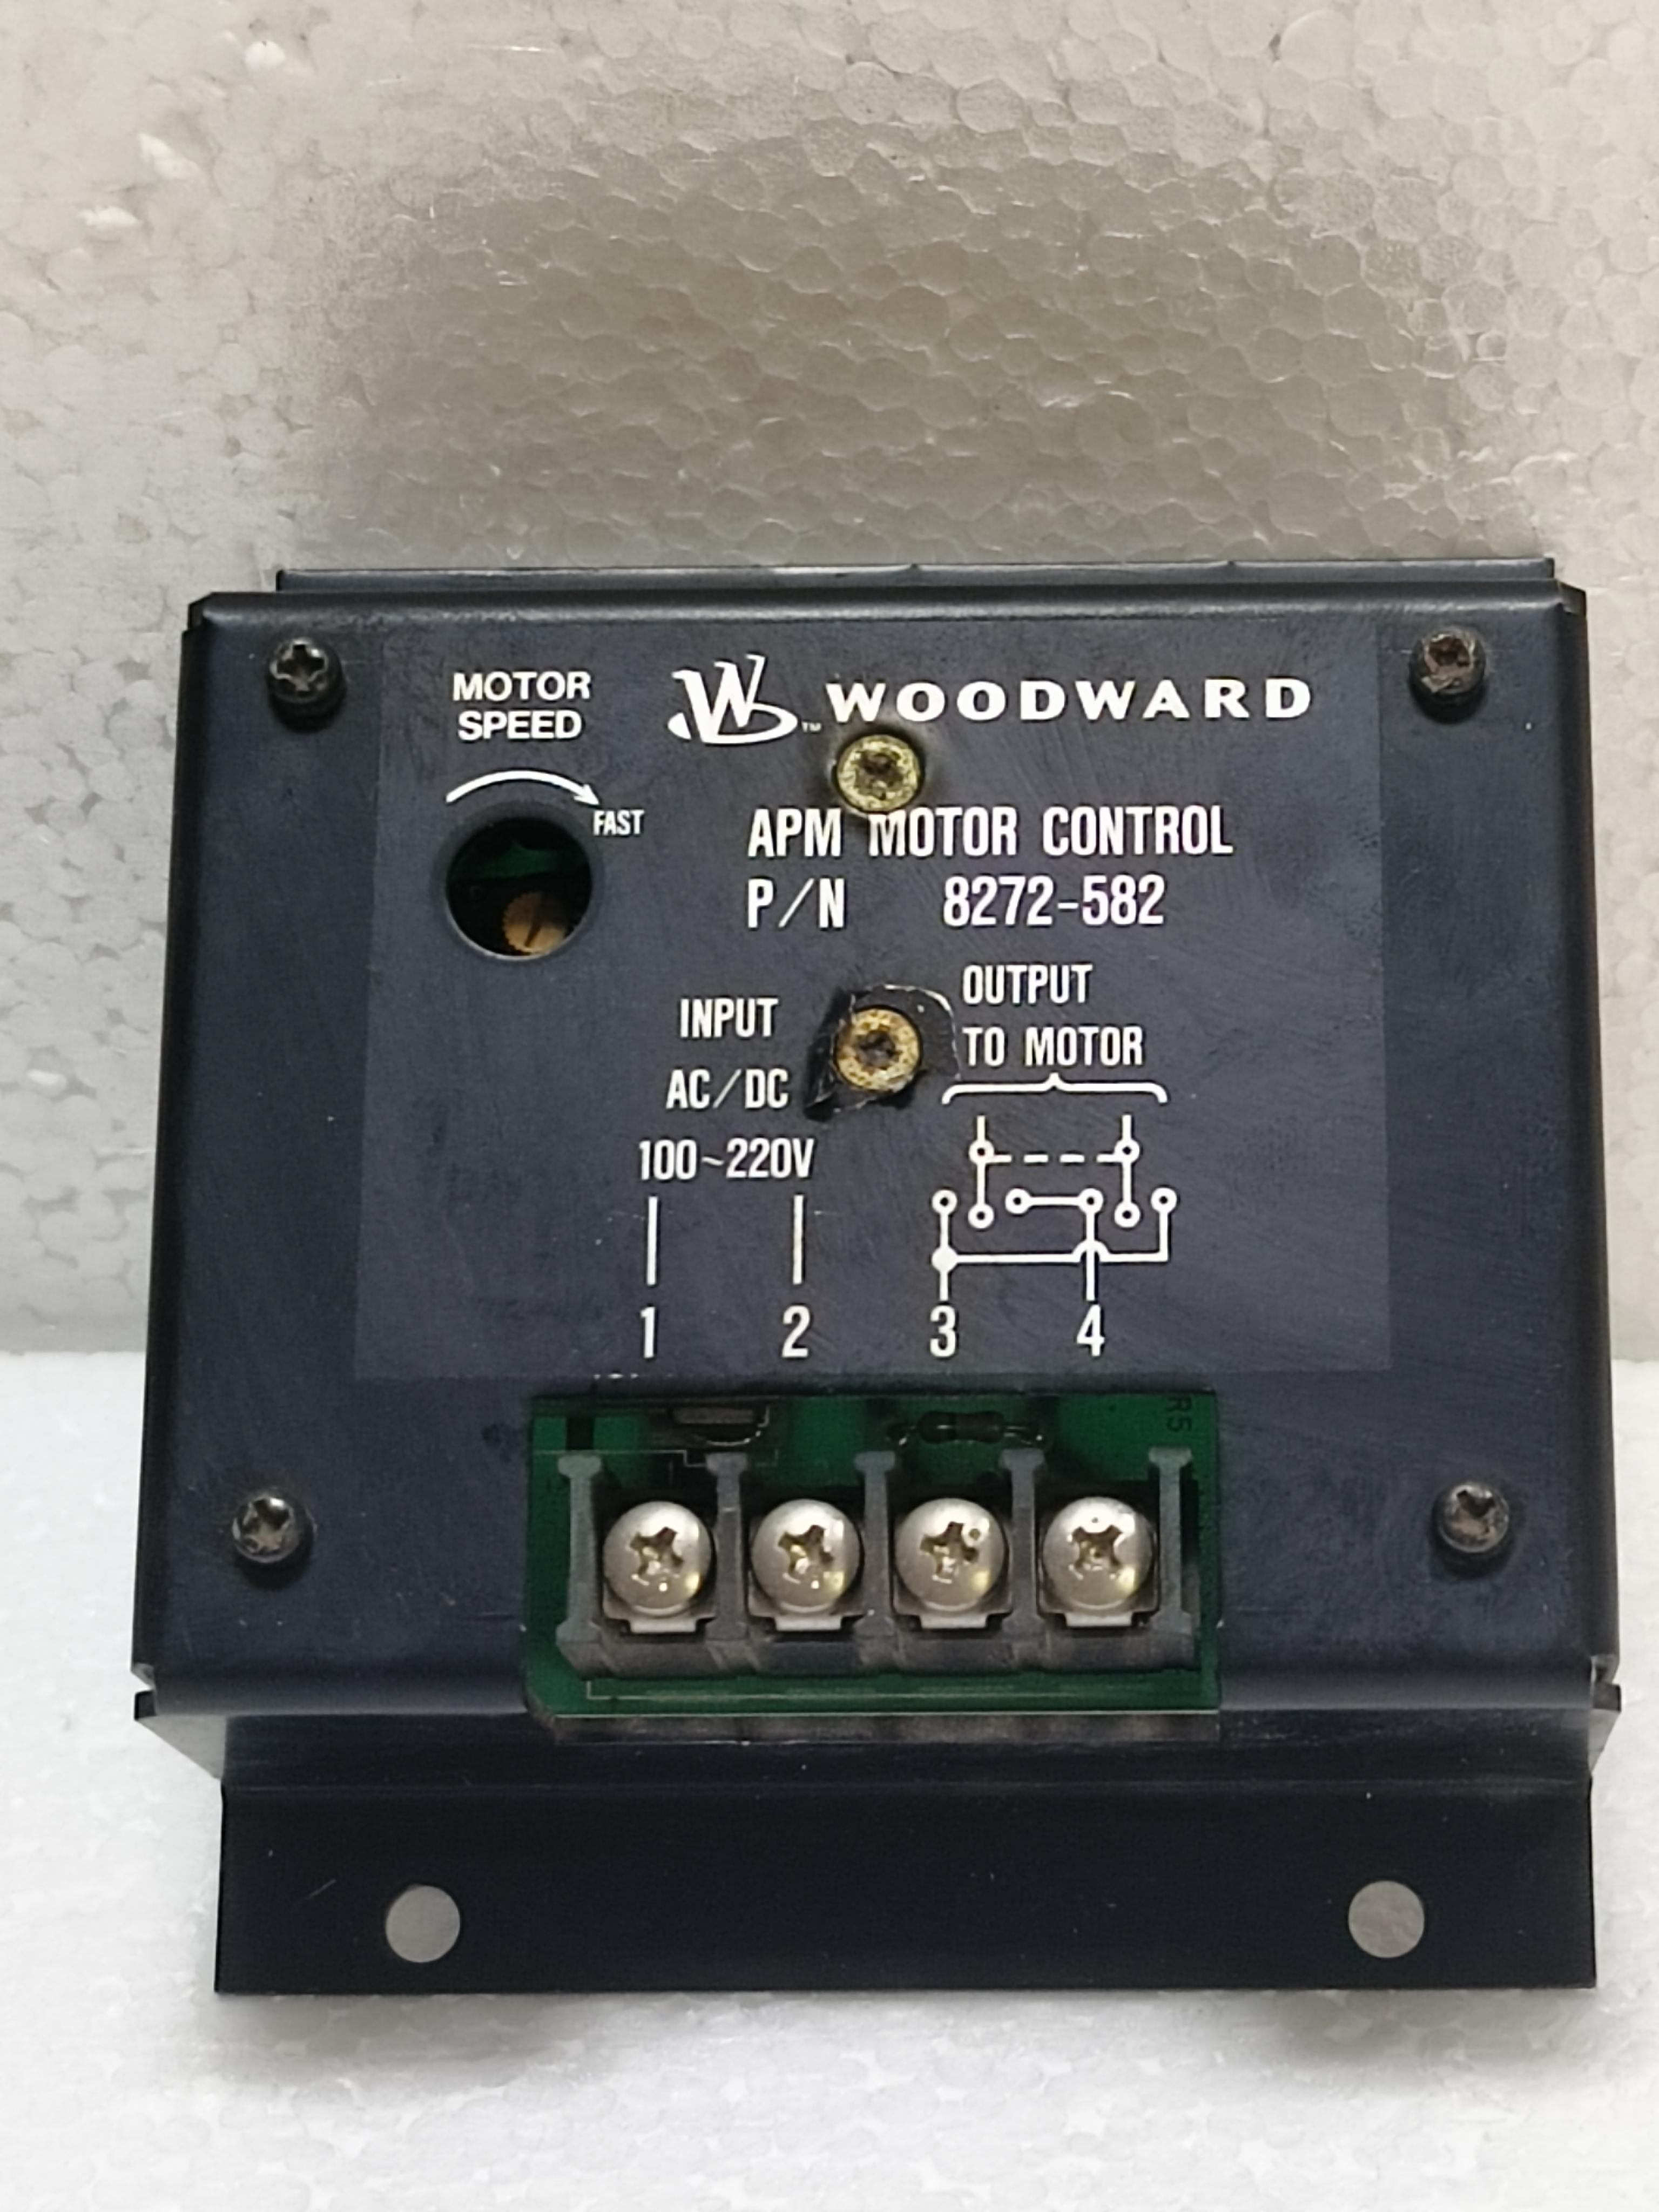 MOTOR
SPEED
FAST
W™ WOODWARD
APM MOTOR CONTROL
P/N 8272-582
INPUT
AC/DC
100~220V
OUTPUT
TO MOTOR
1 2 3 4
R5